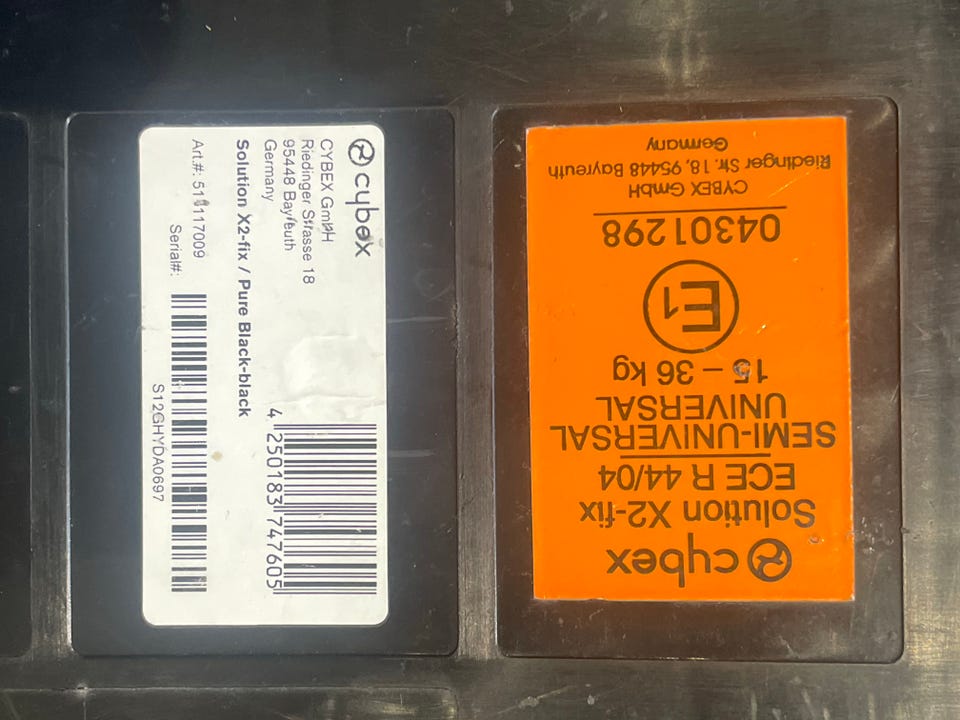 cybex
CYBEX GmbH
Riedinger Strasse 18
95448 Bayreuth
Germany
Solution X2-fix / Pure Black-black
Serial#:
S12GHYDA0697
4 250183 747605
cybex
Solution X2-fix
ECE R 44/04
SEMI-UNIVERSAL
UNIVERSAL
15 – 36 kg
E1
04301298
CYBEX GmbH
Riedinger Str. 18, 95448 Bayreuth
Germany